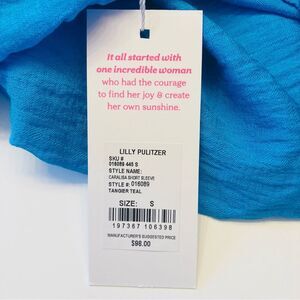 It all started with
one incredible woman
who had the courage
to find her joy & create
her own sunshine.
LILLY PULITZER
SKU #
016089 445 S
STYLE NAME:
CARALISA SHORT SLEEVE
STYLE #: 016089
TANGIER TEAL
SIZE: S
197367 106398
MANUFACTURER'S SUGGESTED PRICE
$98.00